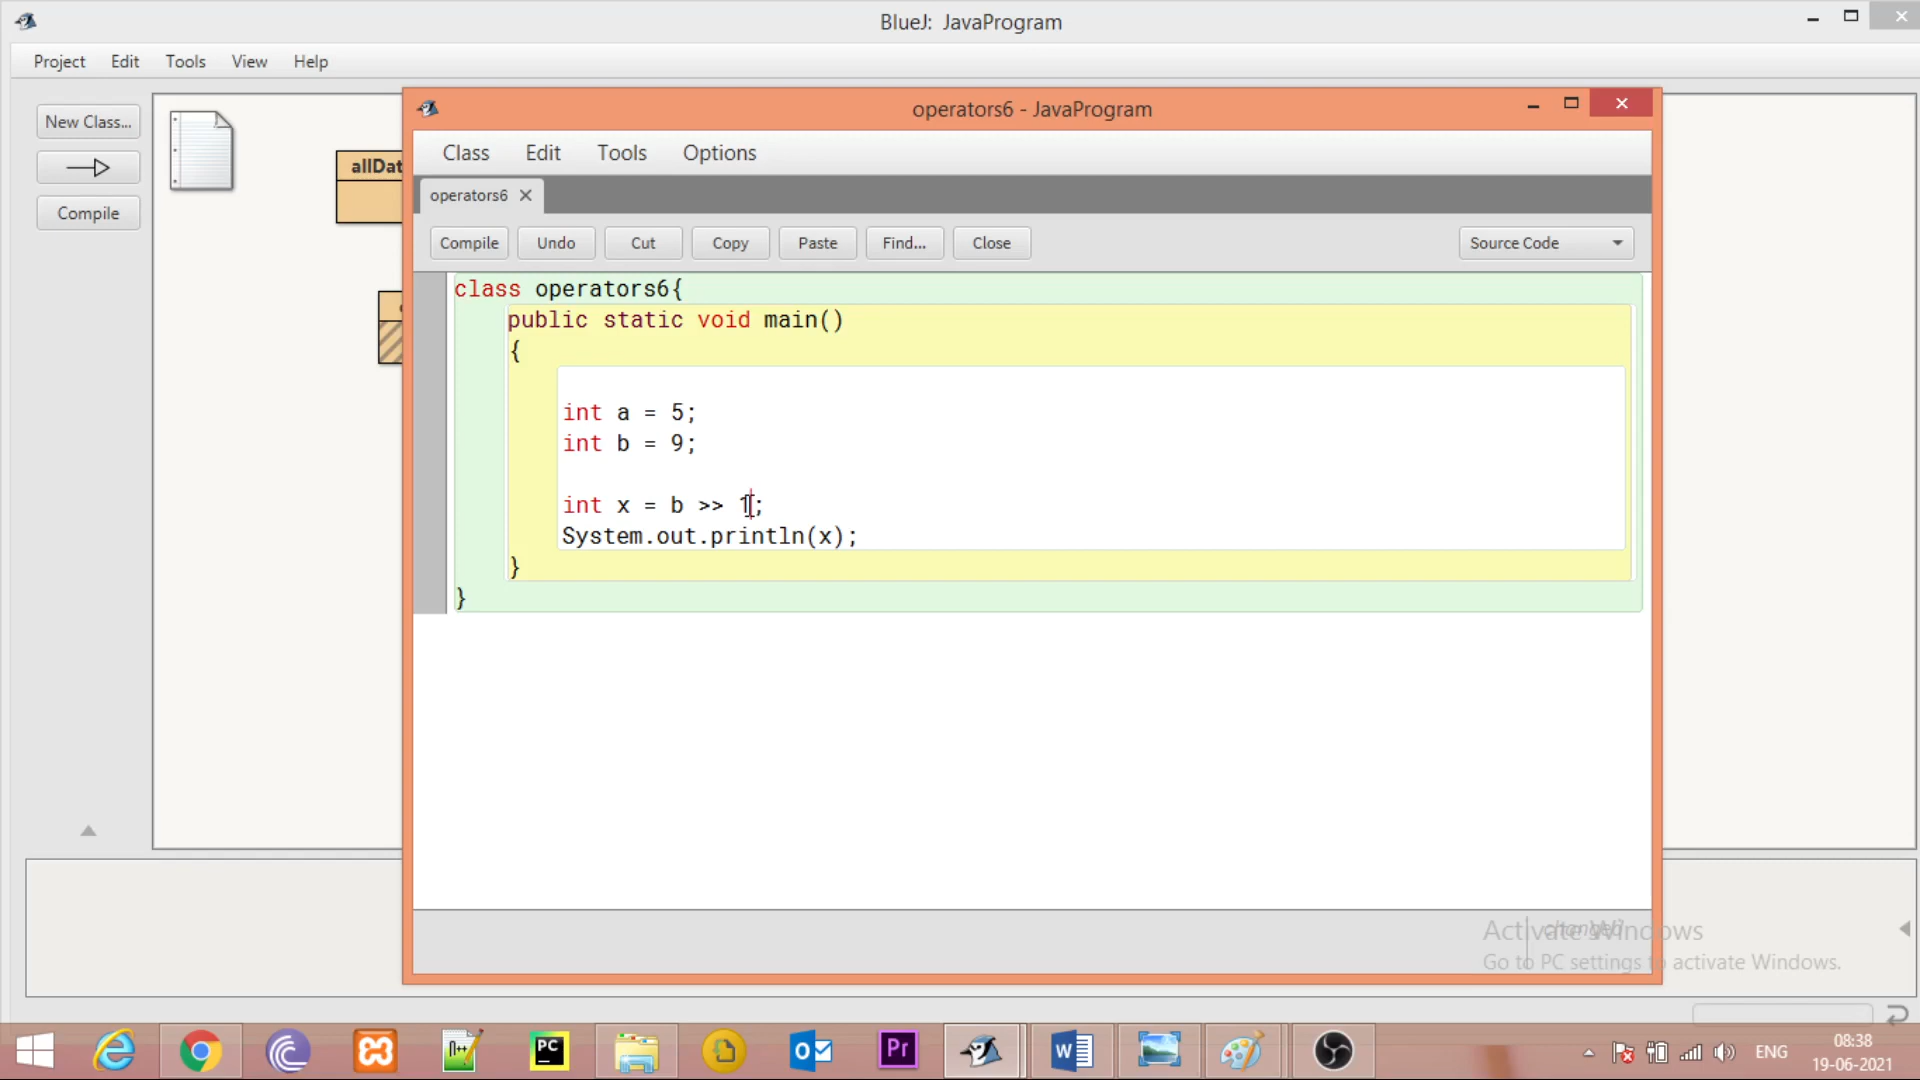 BlueJ: JavaProgram
Project Edit Tools View Help
New Class...
Compile
allDat
operators6 - JavaProgram
Class Edit Tools Options
operators6
Compile Undo Cut Copy Paste Find... Close Source Code
class operators6{
public static void main()
{
int a = 5;
int b = 9;
int x = b >> 1;
System.out.println(x);
}
}
changed
Activate Windows
Go to PC settings to activate Windows.
PC
Pr
ENG
08:38
19-06-2021